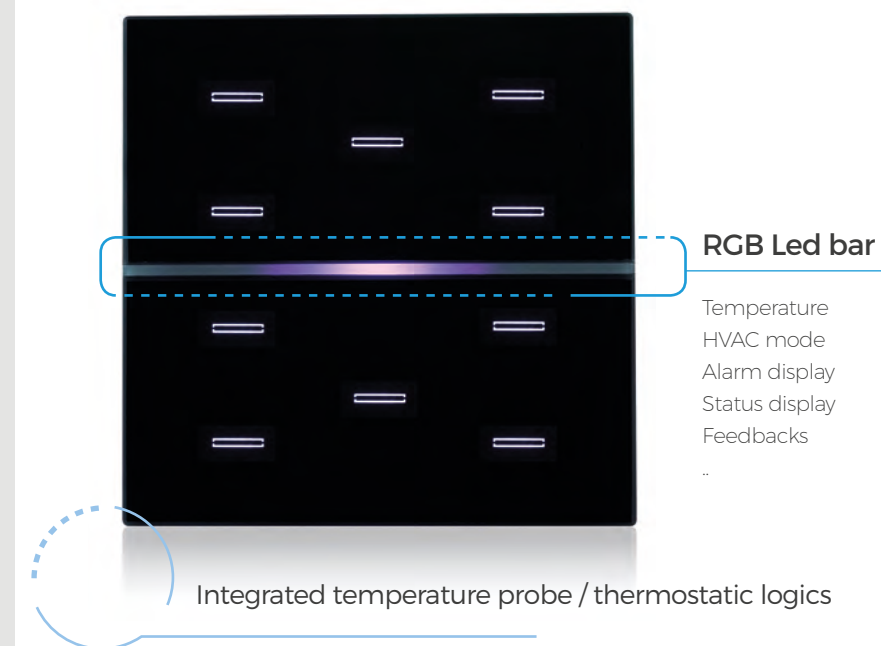 RGB Led bar
Temperature
HVAC mode
Alarm display
Status display
Feedbacks
..
Integrated temperature probe / thermostatic logics